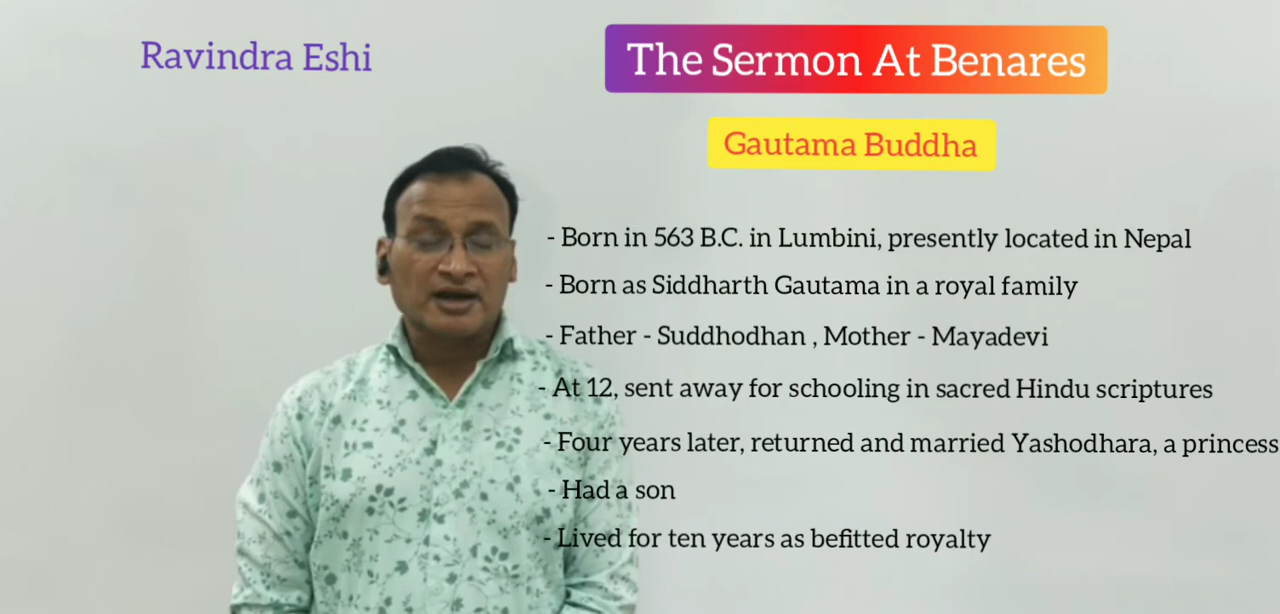 Ravindra Eshi
The Sermon At Benares
Gautama Buddha
- Born in 563 B.C. in Lumbini, presently located in Nepal
- Born as Siddharth Gautama in a royal family
- Father - Suddhodhan , Mother - Mayadevi
- At 12, sent away for schooling in sacred Hindu scriptures
- Four years later, returned and married Yashodhara, a princess
- Had a son
- Lived for ten years as befitted royalty